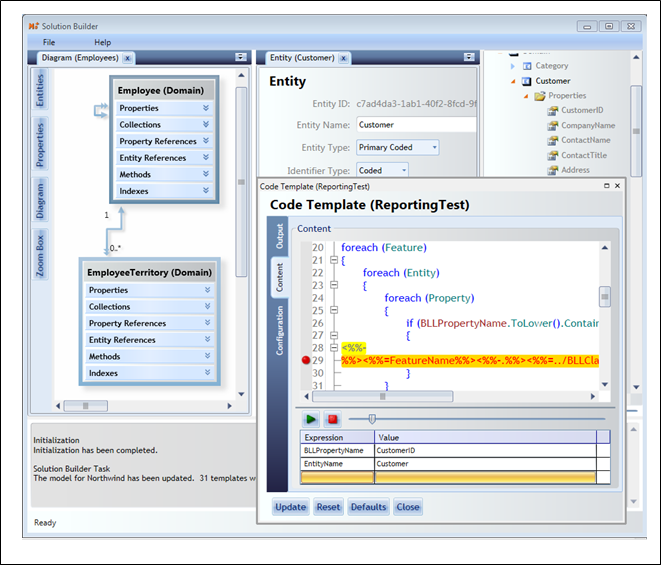 Solution Builder
File Help
Diagram (Employees) x
Entities
Properties
Diagram
Zoom Box
Employee (Domain)
Properties
Collections
Property References
Entity References
Methods
Indexes
1
0..*
EmployeeTerritory (Domain)
Properties
Collections
Property References
Entity References
Methods
Indexes
Entity (Customer) x
Entity
Entity ID: c7ad4da3-1ab1-40f2-8fcd-9f
Entity Name: Customer
Entity Type: Primary Coded
Identifier Type: Coded
Category
Customer
Properties
CustomerID
CompanyName
ContactName
ContactTitle
Address
Code Template (ReportingTest)
Code Template (ReportingTest)
Output
Content
Configuration
Content
20 foreach (Feature)
21 {
22 foreach (Entity)
23 {
24 foreach (Property)
25 {
26 if (BLLPropertyName.ToLower().Contain
27 {
28 <%%-
29 %%><%%=FeatureName%%><%%-.%%><%%=../BLLCla
30 }
31 }
Expression Value
BLLPropertyName CustomerID
EntityName Customer
Update Reset Defaults Close
Initialization
Initialization has been completed.
Solution Builder Task
The model for Northwind has been updated. 31 templates w
Ready